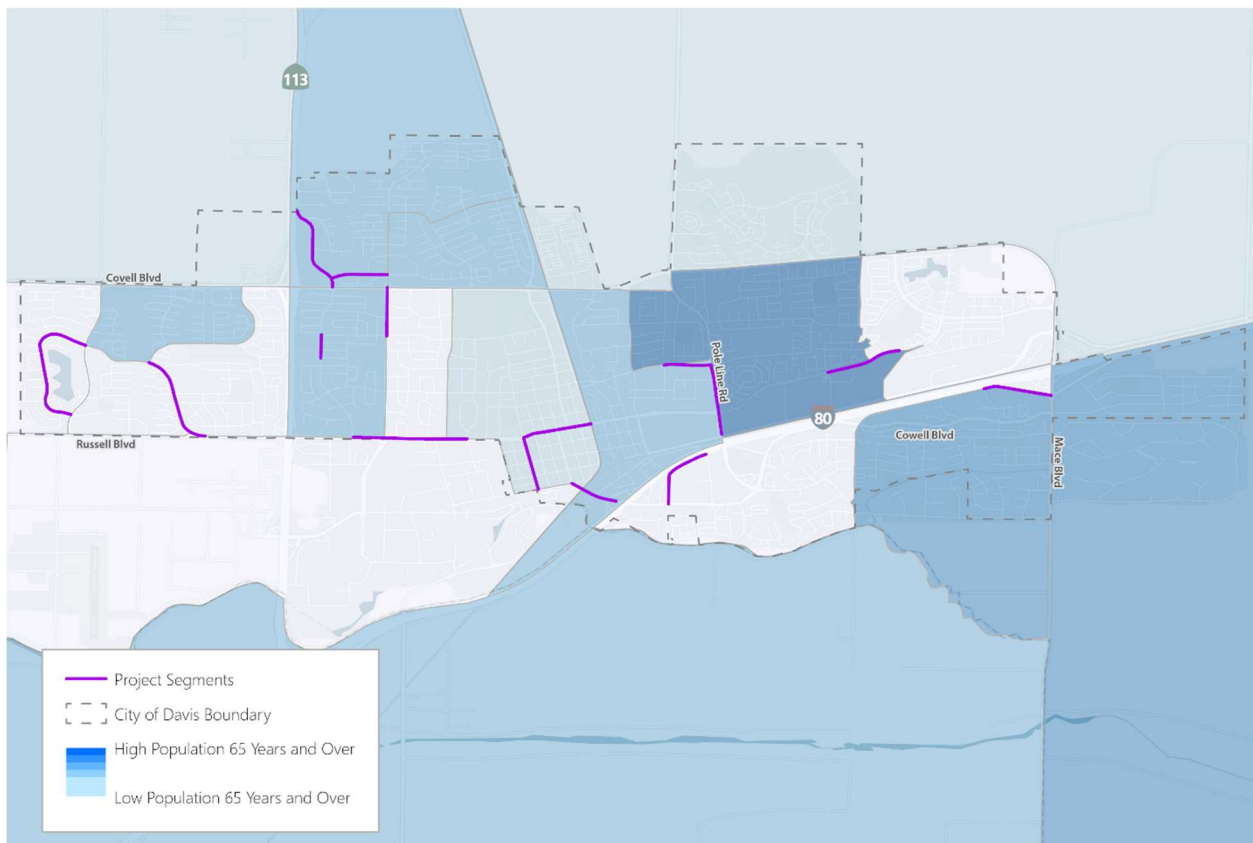 113
Covell Blvd
Pole Line Rd
80
Cowell Blvd
Russell Blvd
Mace Blvd
Project Segments
City of Davis Boundary
High Population 65 Years and Over
Low Population 65 Years and Over